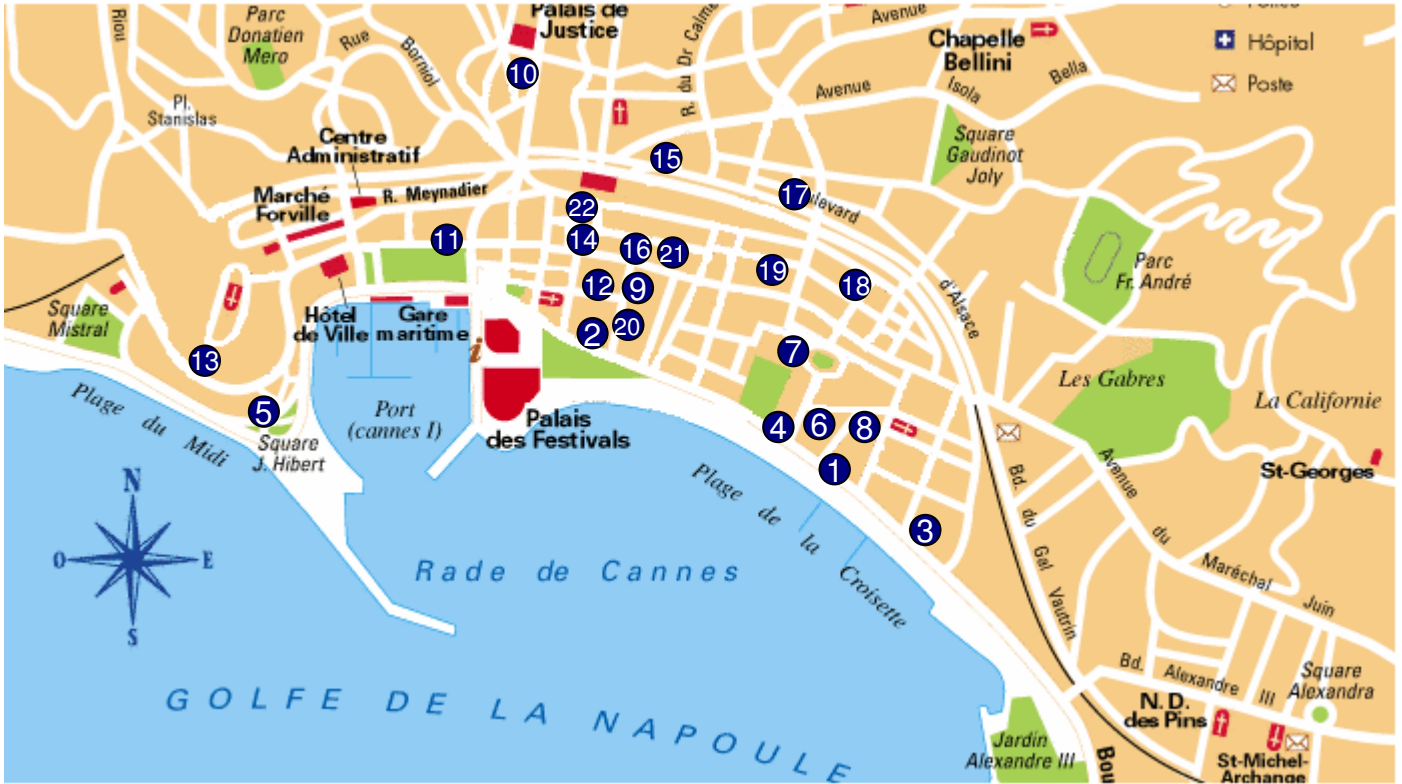 Palais de
Justice
10
Parc
Donatien
Mero
Riou
Rue
Borniol
R. du Dr Calme
Avenue
Chapelle
Bellini
Hôpital
Poste
Isola
Bella
Avenue
Pl.
Stanislas
Centre
Administratif
Square
Gaudinot
Joly
15
Marché
Forville
R. Meynadier
17
22
11
14
16
21
19
18
12
9
Parc
Fr. André
d'Alsace
Square
Mistral
Hôtel
de Ville
Gare
maritime
i
2
20
7
13
Les Gabres
La Californie
Plage du Midi
5
Square
J. Hibert
Port
(cannes I)
Palais
des Festivals
4
6
8
1
3
St-Georges
Plage de la Croisette
Bd. du Gal Vautrin
Avenue du Maréchal Juin
N
O
E
S
Rade de Cannes
GOLFE DE LA NAPOULE
Bd. Alexandre III
Square
Alexandra
N. D.
des Pins
St-Michel-
Archange
Jardin
Alexandre III
Bou